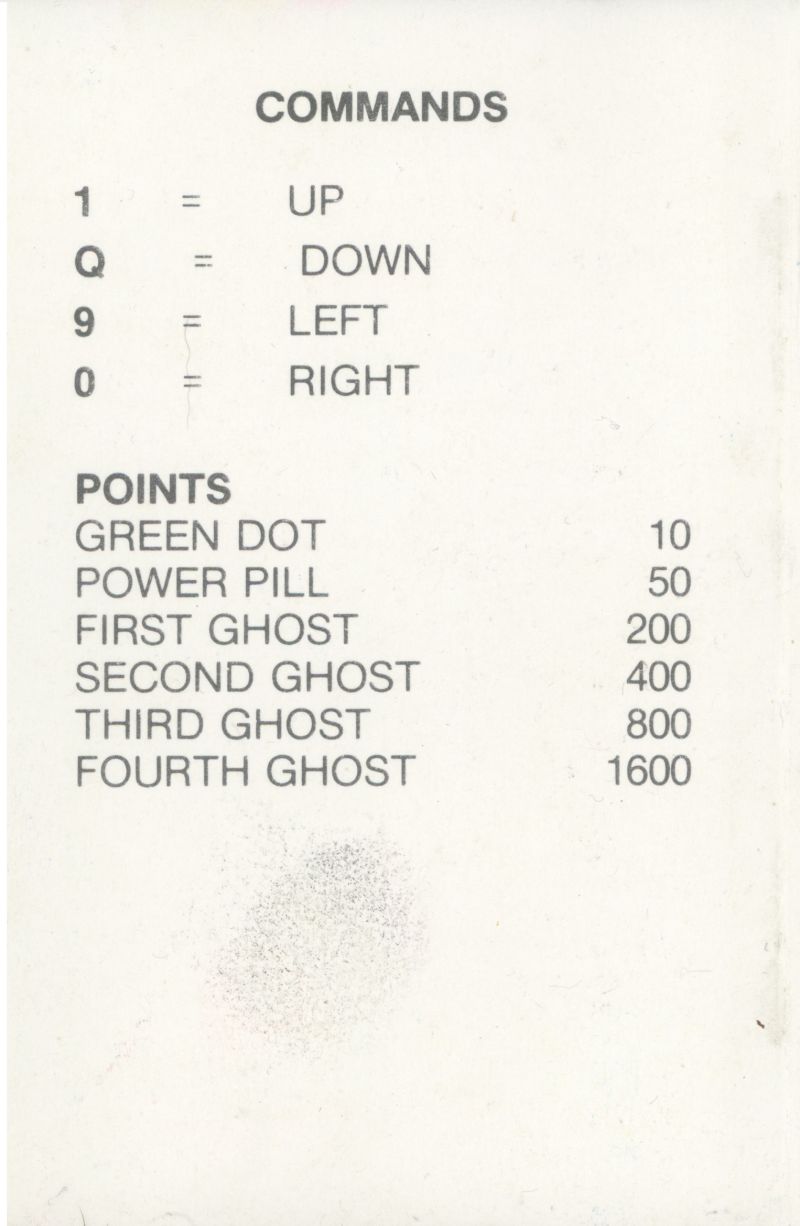 COMMANDS
1 = UP
Q = DOWN
9 = LEFT
0 = RIGHT
POINTS
GREEN DOT 10
POWER PILL 50
FIRST GHOST 200
SECOND GHOST 400
THIRD GHOST 800
FOURTH GHOST 1600